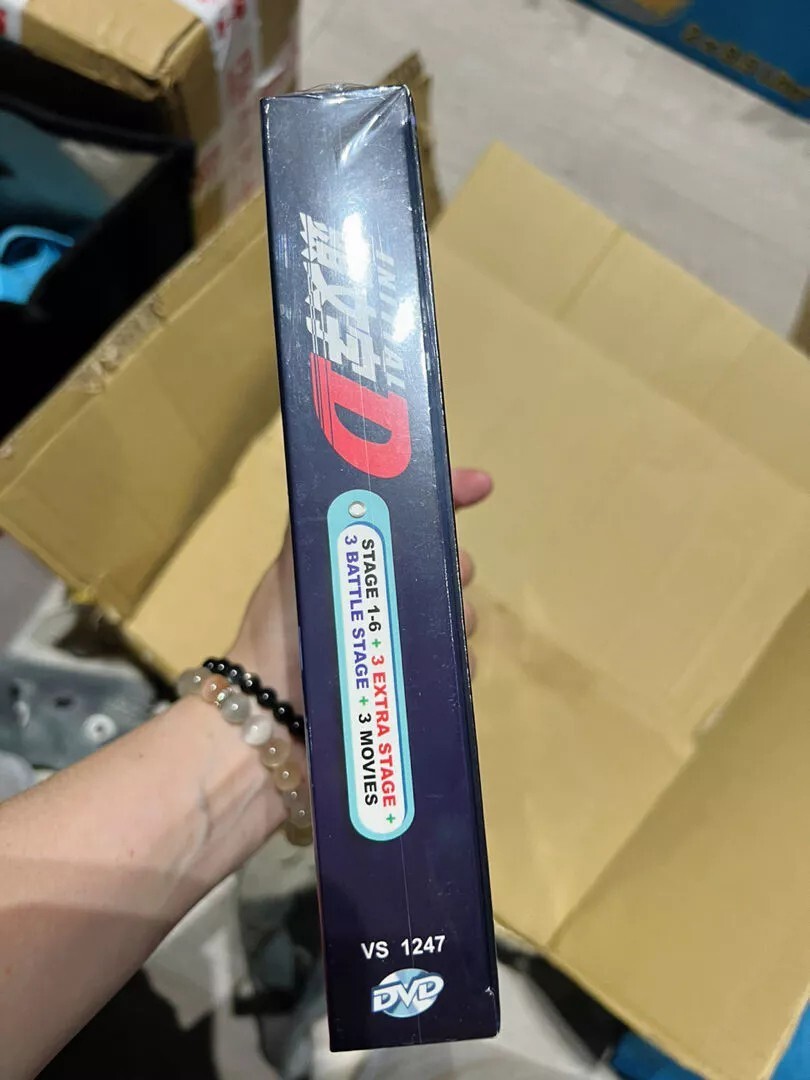 頭文字D
INITIAL
STAGE 1-6 + 3 EXTRA STAGE +
3 BATTLE STAGE + 3 MOVIES
VS 1247
DVD